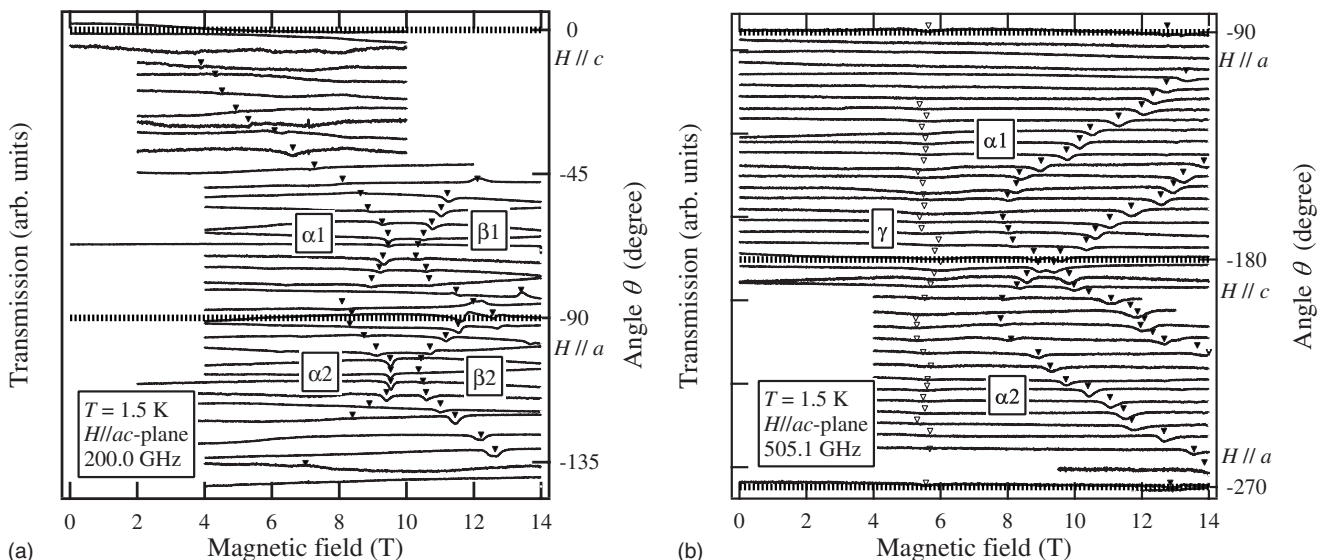 (a)
Transmission (arb. units)
0
H // c
-45
-90
H // a
-135
Angle θ (degree)
α1
β1
α2
β2
T = 1.5 K
H//ac-plane
200.0 GHz
0 2 4 6 8 10 12 14
Magnetic field (T)
(b)
Transmission (arb. units)
-90
H // a
-180
H // c
H // a
-270
Angle θ (degree)
α1
γ
α2
T = 1.5 K
H//ac-plane
505.1 GHz
0 2 4 6 8 10 12 14
Magnetic field (T)